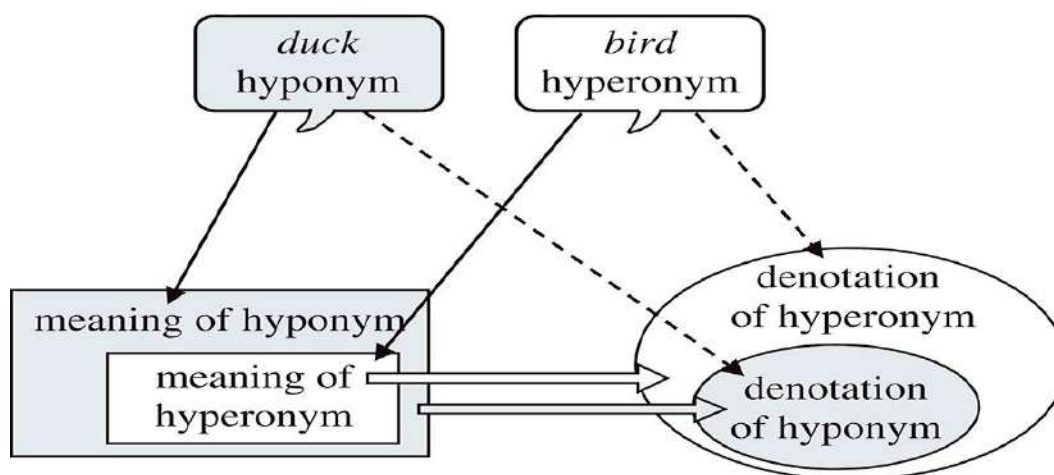 duck
hyponym
bird
hyperonym
meaning of hyponym
meaning of
hyperonym
denotation
of hyperonym
denotation
of hyponym